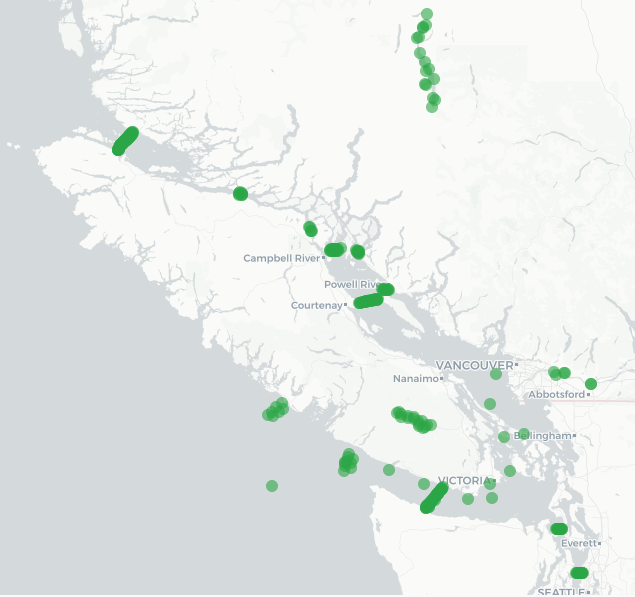 Campbell River
Powell River
Courtenay
VANCOUVER
Nanaimo
Abbotsford
Bellingham
VICTORIA
Everett
SEATTLE